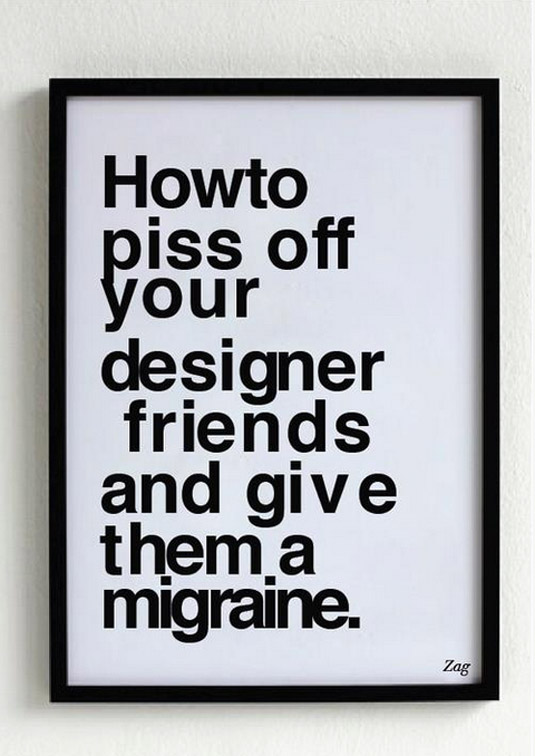 Howto
piss off
your
designer
friends
and give
them a
migraine.
Zag